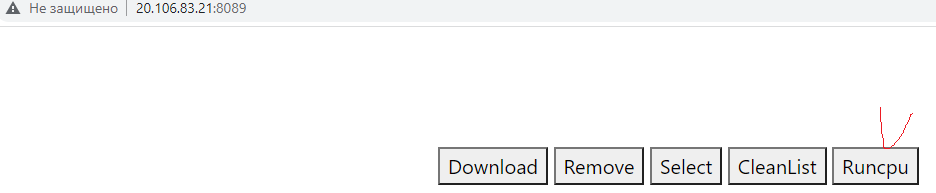 Не защищено 20.106.83.21:8089
Download Remove Select CleanList Runcpu